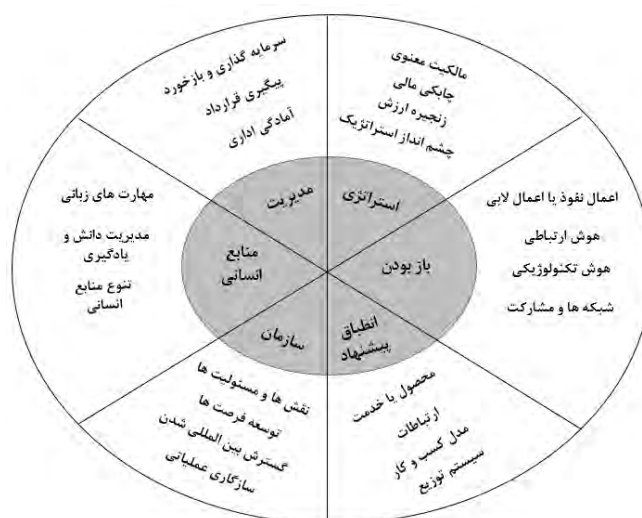 سرمایه گذاری و بازخورد
پیگیری قرارداد
آمادگی اداری
مدیریت
مالکیت معنوی
چابکی مالی
زنجیره ارزش
چشم انداز استراتژیک
استراتژی
اعمال نفوذ یا اعمال لابی
هوش ارتباطی
هوش تکنولوژیکی
شبکه ها و مشارکت
باز بودن
محصول یا خدمت
ارتباطات
مدل کسب و کار
سیستم توزیع
انطباق
پیشنهاد
نقش ها و مسئولیت ها
توسعه فرصت ها
گسترش بین المللی شدن
سازگاری عملیاتی
سازمان
مهارت های زبانی
مدیریت دانش و
یادگیری
تنوع منابع
انسانی
منابع
انسانی